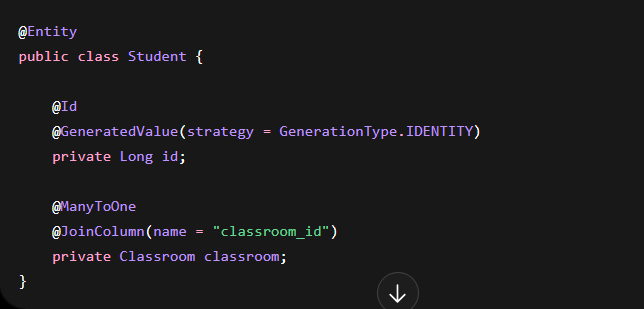 @Entity
public class Student {
@Id
@GeneratedValue(strategy = GenerationType.IDENTITY)
private Long id;
@ManyToOne
@JoinColumn(name = "classroom_id")
private Classroom classroom;
}